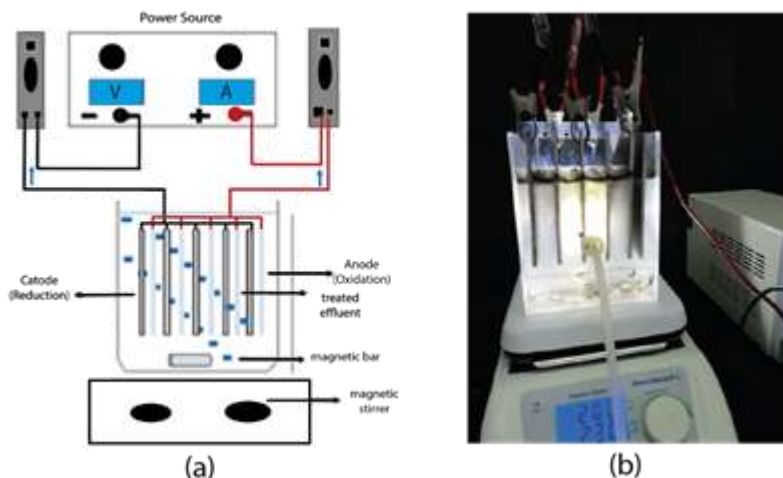 Power Source
V
A
Catode
(Reduction)
Anode
(Oxidation)
treated
effluent
magnetic bar
magnetic
stirrer
(a)
(b)